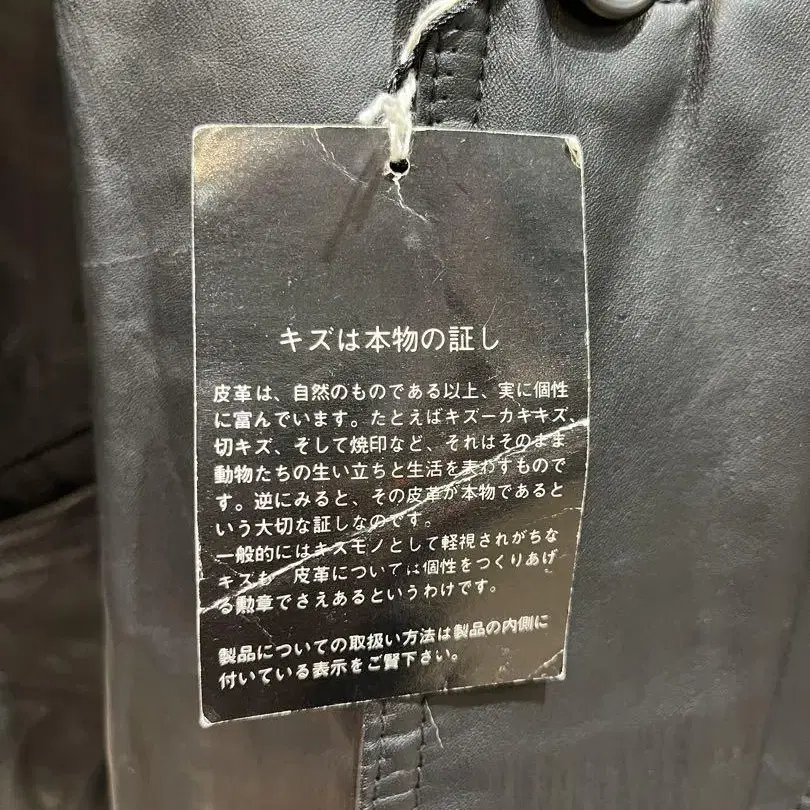 キズは本物の証し
皮革は、自然のものである以上、実に個性
に富んでいます。たとえばキズーカキキズ、
切キズ、そして焼印など、それはそのまま
動物たちの生い立ちと生活を表わすもので
す。逆にみると、その皮革が本物であると
いう大切な証しなのです。
一般的にはキズモノとして軽視されがちな
キズも 皮革については個性をつくりあげ
る勲章でさえあるというわけです。
製品についての取扱い方法は製品の内側に
付いている表示をご覧下さい。